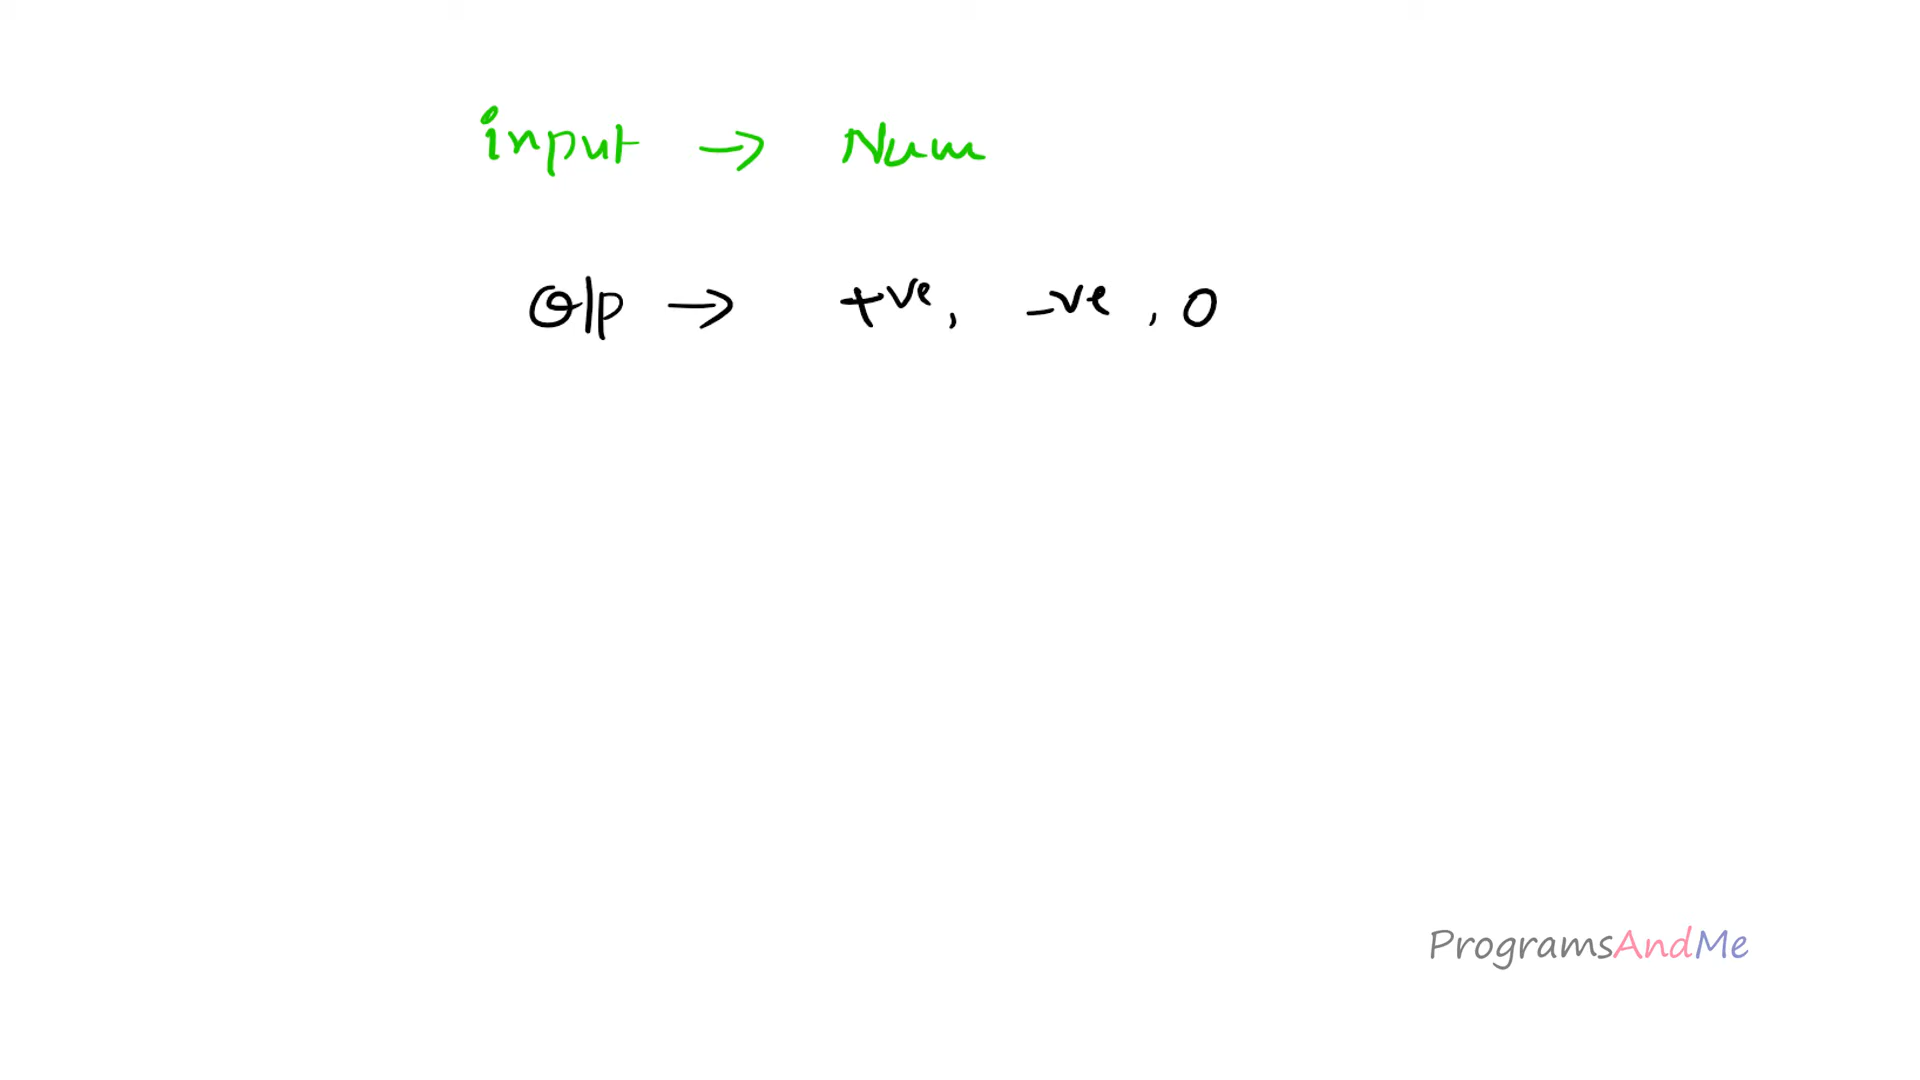 input → Num
O/p → +ve, -ve, 0
ProgramsAndMe